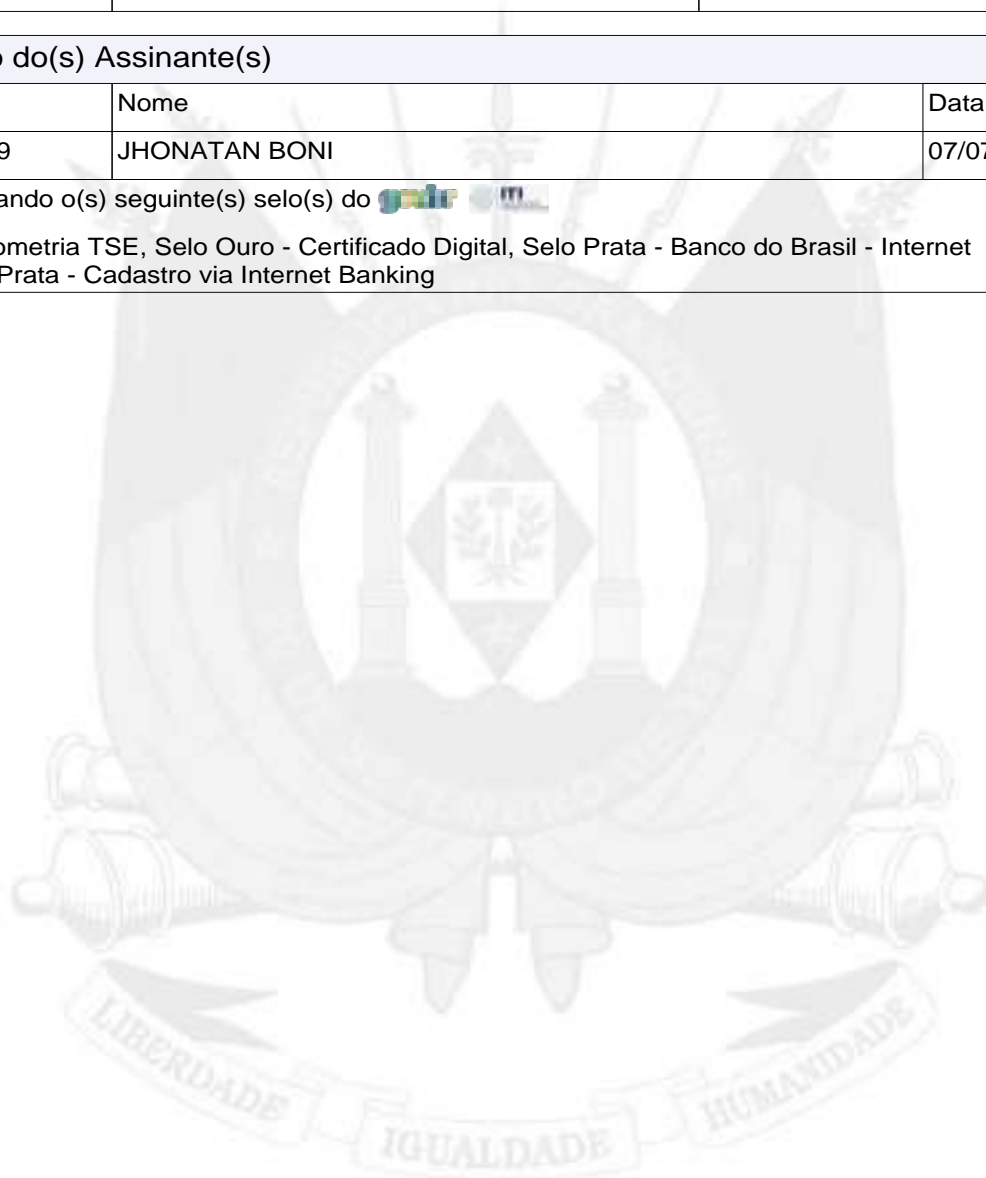 o do(s) Assinante(s)
Nome Data
9 JHONATAN BONI 07/07
ando o(s) seguinte(s) selo(s) do
ometria TSE, Selo Ouro - Certificado Digital, Selo Prata - Banco do Brasil - Internet
Prata - Cadastro via Internet Banking
LIBERDADE IGUALDADE HUMANIDADE